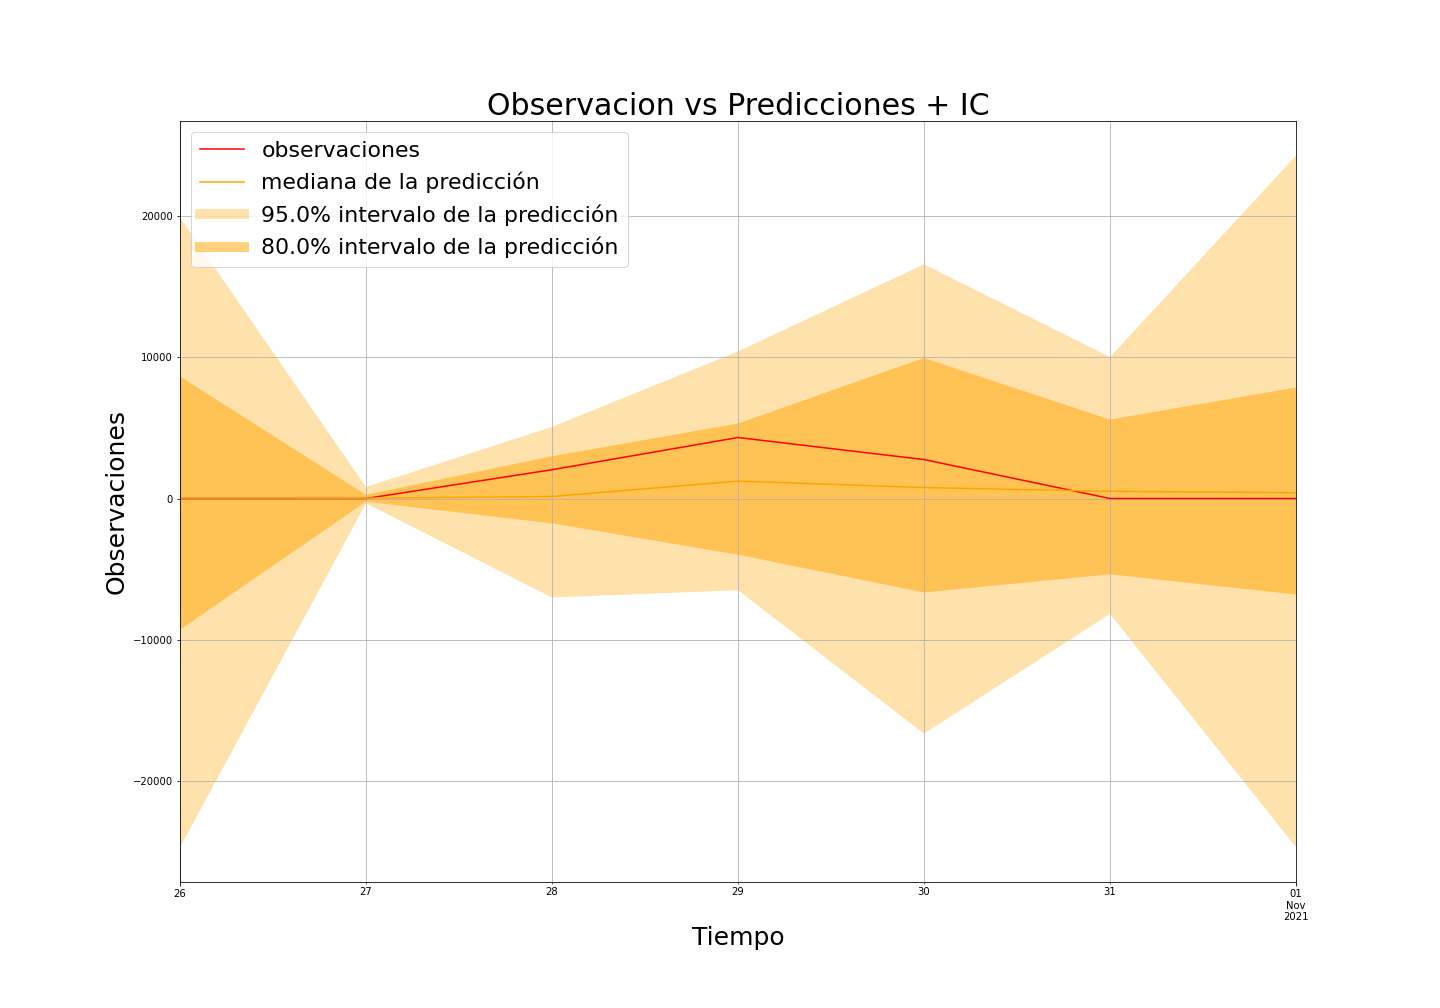 Observacion vs Predicciones + IC
observaciones
mediana de la predicción
95.0% intervalo de la predicción
80.0% intervalo de la predicción
Observaciones
20000
10000
0
−10000
−20000
26 27 28 29 30 31 01
Nov
2021
Tiempo